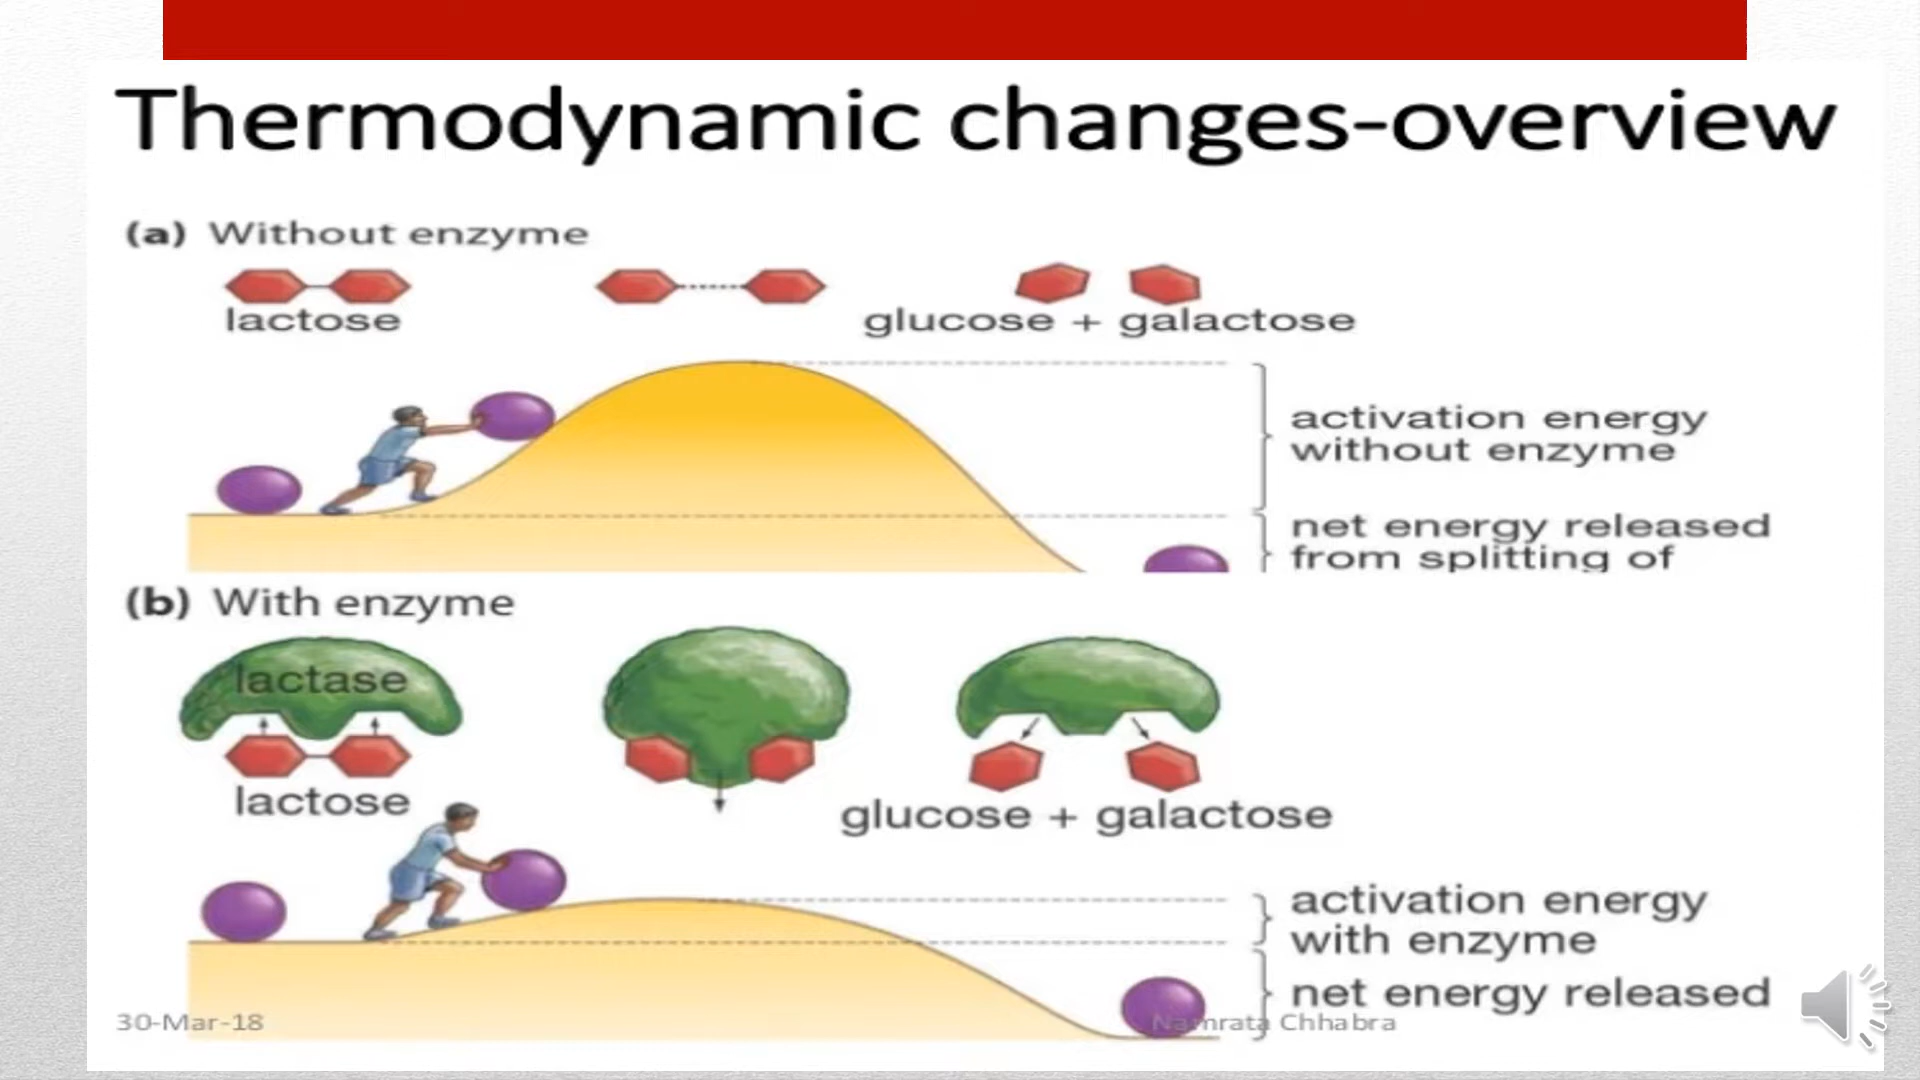 Thermodynamic changes-overview
(a) Without enzyme
lactose
glucose + galactose
activation energy
without enzyme
net energy released
from splitting of
(b) With enzyme
lactase
lactose
glucose + galactose
activation energy
with enzyme
net energy released
30-Mar-18
Namrata Chhabra